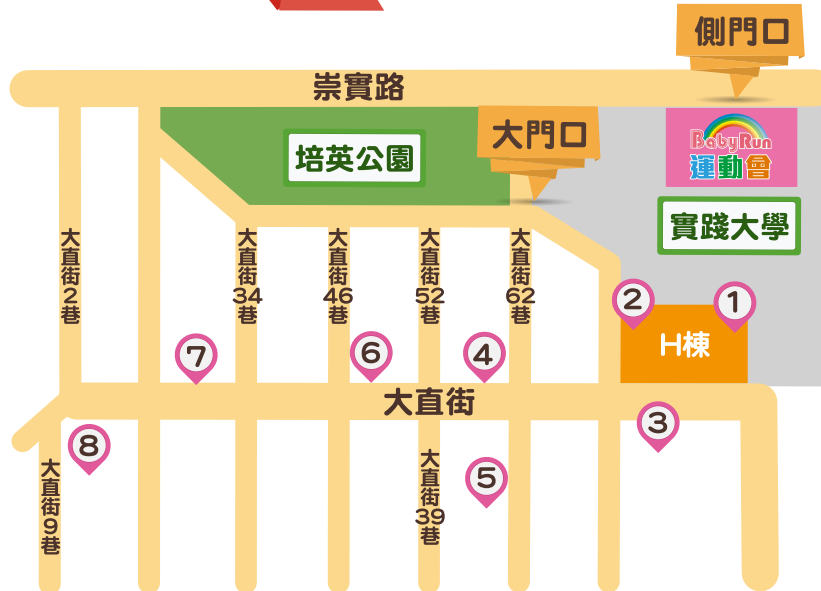 側門口
崇實路
大門口
培英公園
BabyRun
運動會
實踐大學
大直街2巷
大直街34巷
大直街46巷
大直街52巷
大直街62巷
2
1
H棟
7
6
4
大直街
3
8
5
大直街9巷
大直街39巷